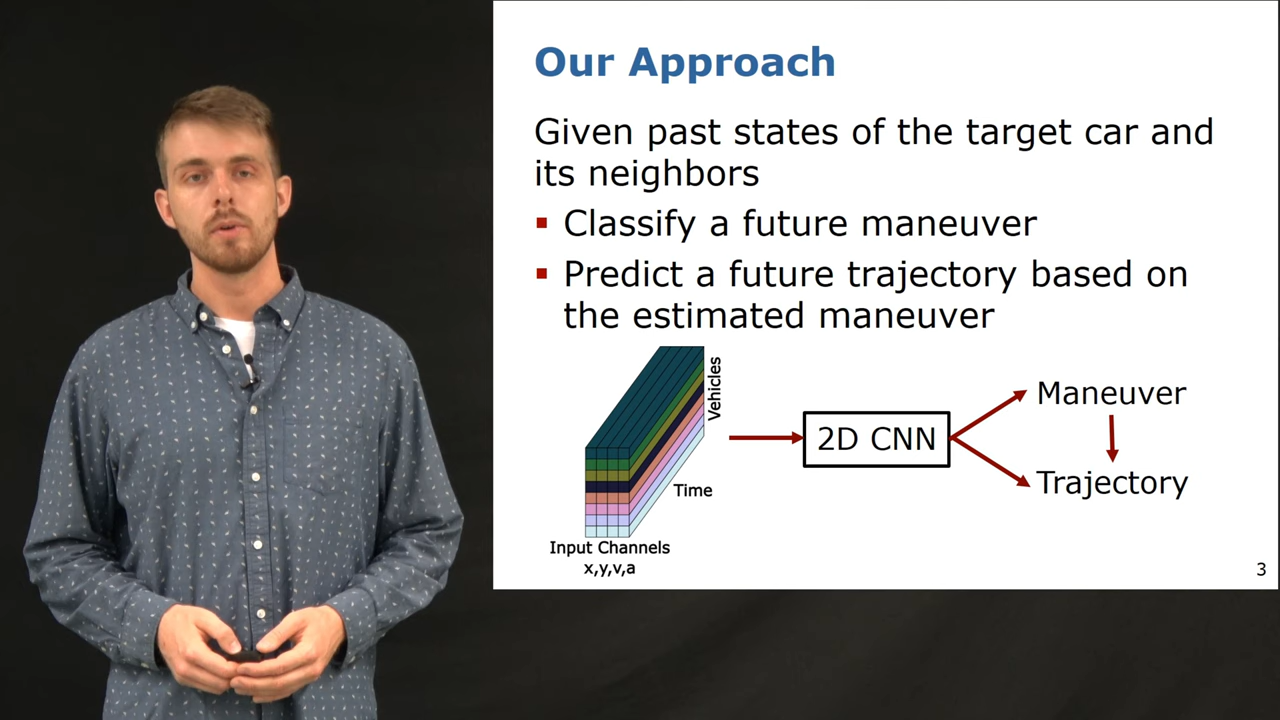 Our Approach
Given past states of the target car and
its neighbors
Classify a future maneuver
Predict a future trajectory based on
the estimated maneuver
Vehicles
Time
Input Channels
x,y,v,a
2D CNN
Maneuver
Trajectory
3